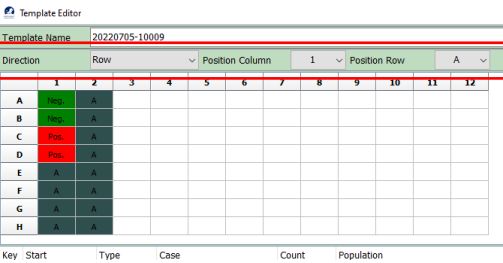 Template Editor
Template Name 20220705-10009
Direction Row Position Column 1 Position Row A
1 2 3 4 5 6 7 8 9 10 11 12
A Neg. A
B Neg. A
C Pos. A
D Pos. A
E A A
F A A
G A A
H A A
Key Start Type Case Count Population